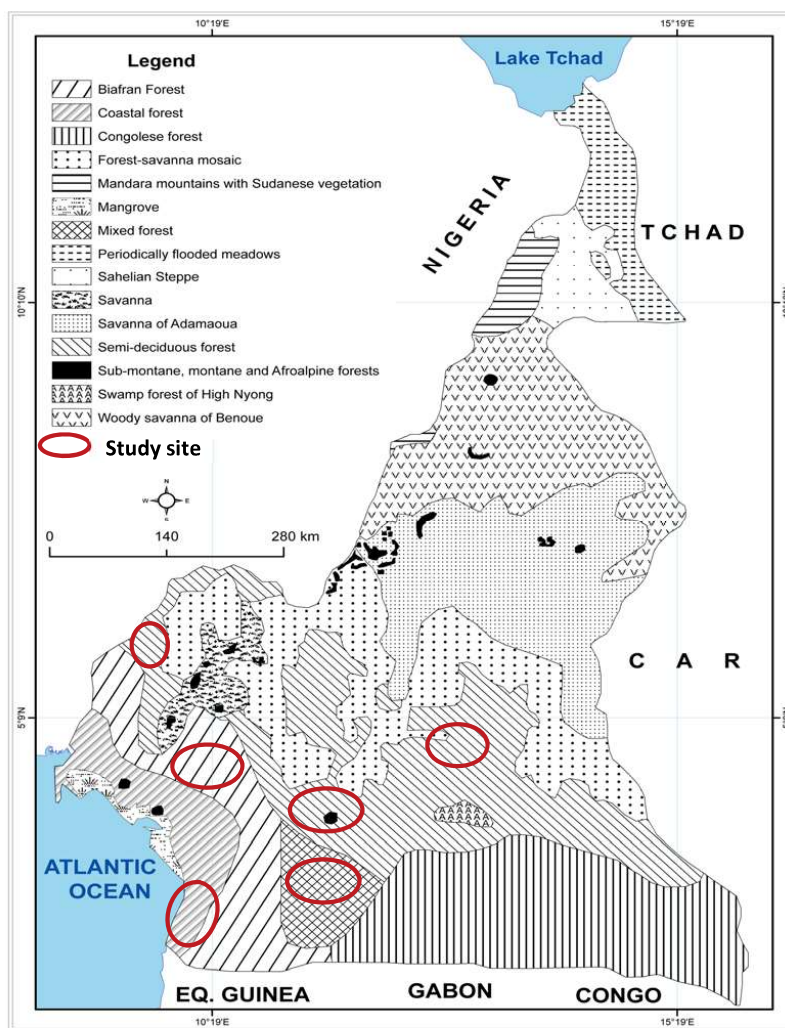 10°19'E
15°19'E
Lake Tchad
Legend
Biafran Forest
Coastal forest
Congolese forest
Forest-savanna mosaic
Mandara mountains with Sudanese vegetation
Mangrove
Mixed forest
Periodically flooded meadows
Sahelian Steppe
Savanna
Savanna of Adamaoua
Semi-deciduous forest
Sub-montane, montane and Afroalpine forests
Swamp forest of High Nyong
Woody savanna of Benoue
Study site
NIGERIA
TCHAD
10°10'N
N
W
E
S
0
140
280 km
C A R
5°9'N
ATLANTIC
OCEAN
EQ. GUINEA
GABON
CONGO
10°19'E
15°19'E